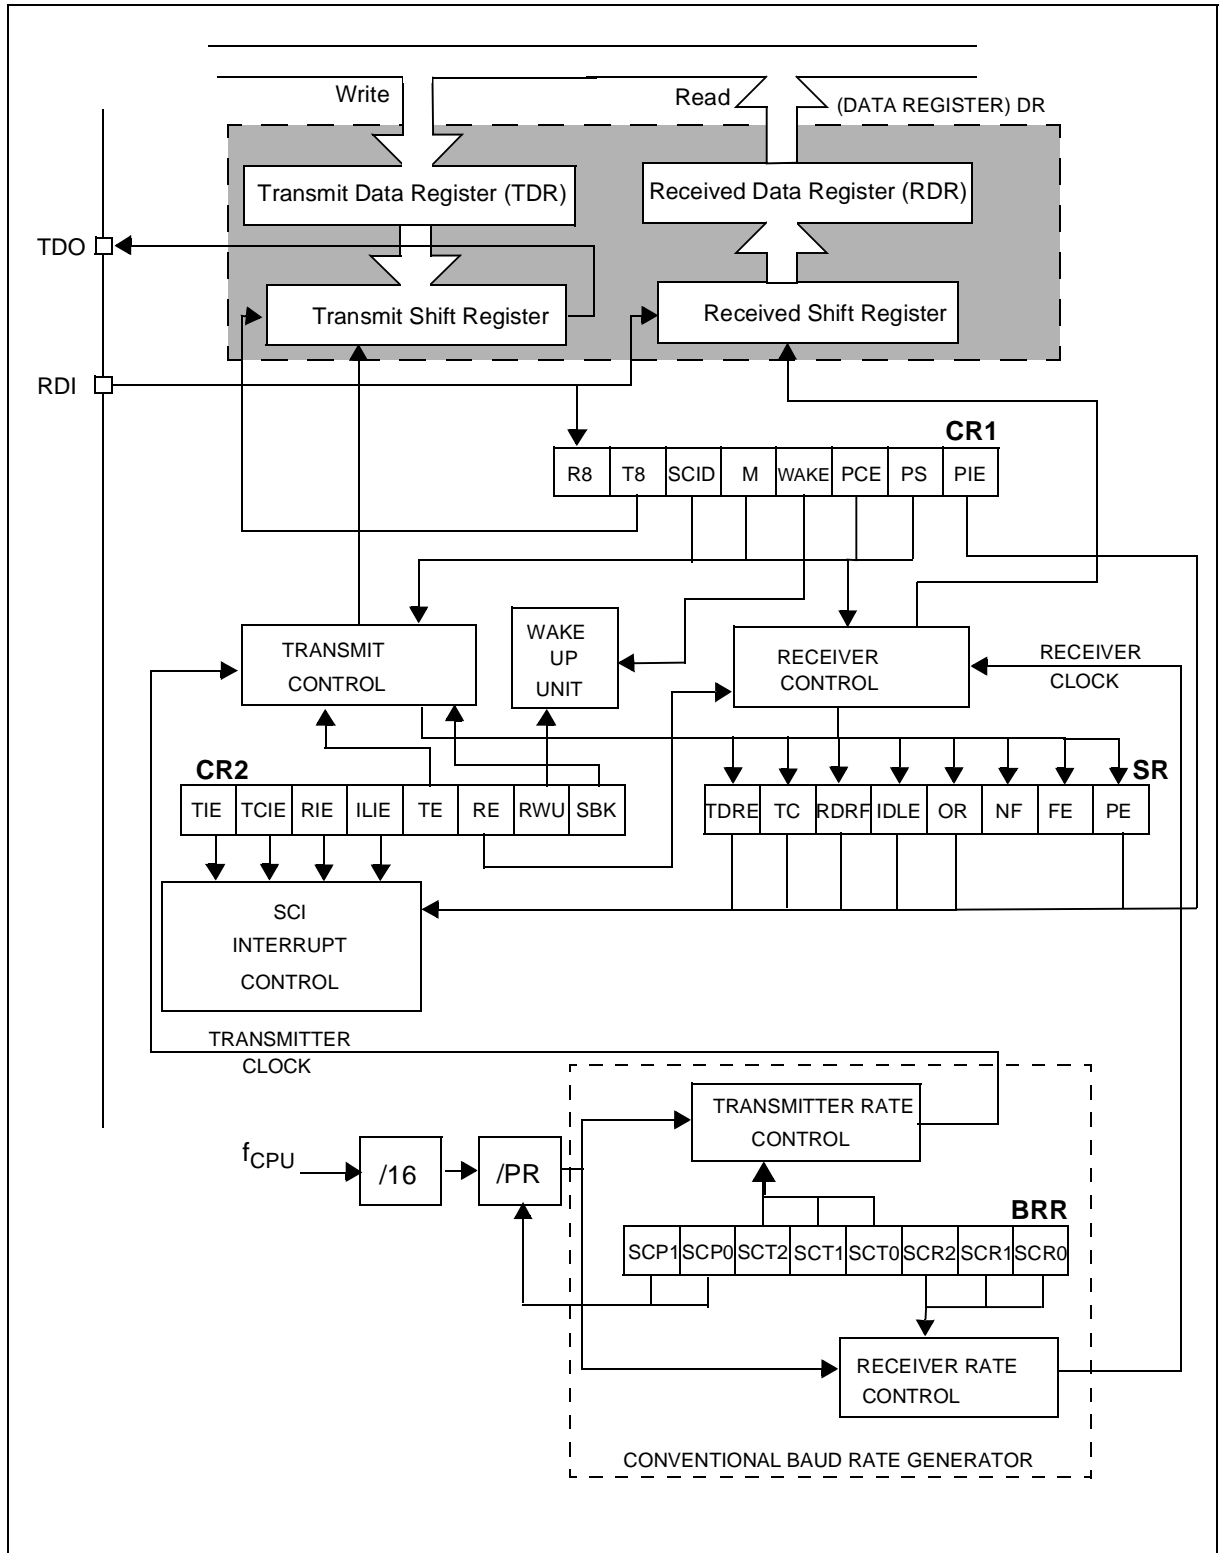 Write
Read
(DATA REGISTER) DR
Transmit Data Register (TDR)
Received Data Register (RDR)
TDO
Transmit Shift Register
Received Shift Register
RDI
CR1
R8 T8 SCID M WAKE PCE PS PIE
TRANSMIT
CONTROL
WAKE
UP
UNIT
RECEIVER
CONTROL
RECEIVER
CLOCK
CR2
SR
TIE TCIE RIE ILIE TE RE RWU SBK
TDRE TC RDRF IDLE OR NF FE PE
SCI
INTERRUPT
CONTROL
TRANSMITTER
CLOCK
TRANSMITTER RATE
CONTROL
fCPU
/16
/PR
BRR
SCP1 SCP0 SCT2 SCT1 SCT0 SCR2 SCR1 SCR0
RECEIVER RATE
CONTROL
CONVENTIONAL BAUD RATE GENERATOR